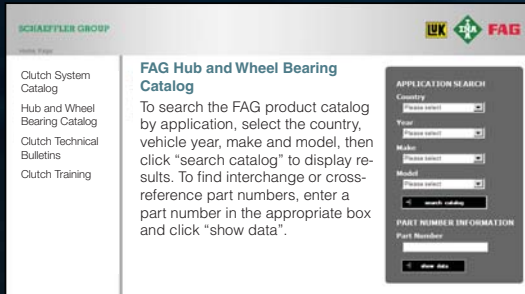 SCHAEFFLER GROUP
LUK
INA
FAG
Home Page
Clutch System
Catalog
Hub and Wheel
Bearing Catalog
Clutch Technical
Bulletins
Clutch Training
FAG Hub and Wheel Bearing
Catalog
To search the FAG product catalog
by application, select the country,
vehicle year, make and model, then
click “search catalog” to display re-
sults. To find interchange or cross-
reference part numbers, enter a
part number in the appropriate box
and click “show data”.
APPLICATION SEARCH
Country
Please select
Year
Please select
Make
Please select
Model
Please select
search catalog
PART NUMBER INFORMATION
Part Number
show data